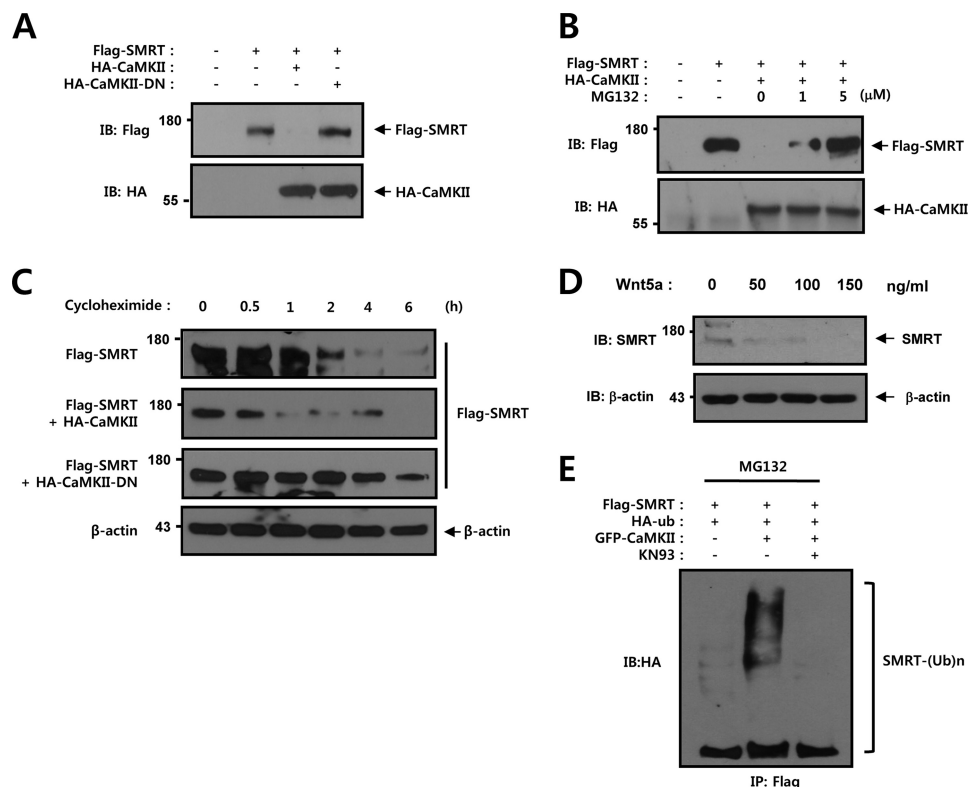 A
Flag-SMRT : - + + +
HA-CaMKII : - - + -
HA-CaMKII-DN : - - - +
180
IB: Flag
Flag-SMRT
IB: HA
55
HA-CaMKII
B
Flag-SMRT : - + + + +
HA-CaMKII : - - + + +
MG132 : - - 0 1 5 (μM)
180
IB: Flag
Flag-SMRT
IB: HA
55
HA-CaMKII
C
Cycloheximide : 0 0.5 1 2 4 6 (h)
180
Flag-SMRT
Flag-SMRT
+ HA-CaMKII
180
Flag-SMRT
Flag-SMRT
+ HA-CaMKII-DN
180
β-actin
43
β-actin
D
Wnt5a : 0 50 100 150 ng/ml
180
IB: SMRT
SMRT
IB: β-actin
43
β-actin
E
MG132
Flag-SMRT : + + +
HA-ub : + + +
GFP-CaMKII : - + +
KN93 : - - +
IB:HA
SMRT-(Ub)n
IP: Flag